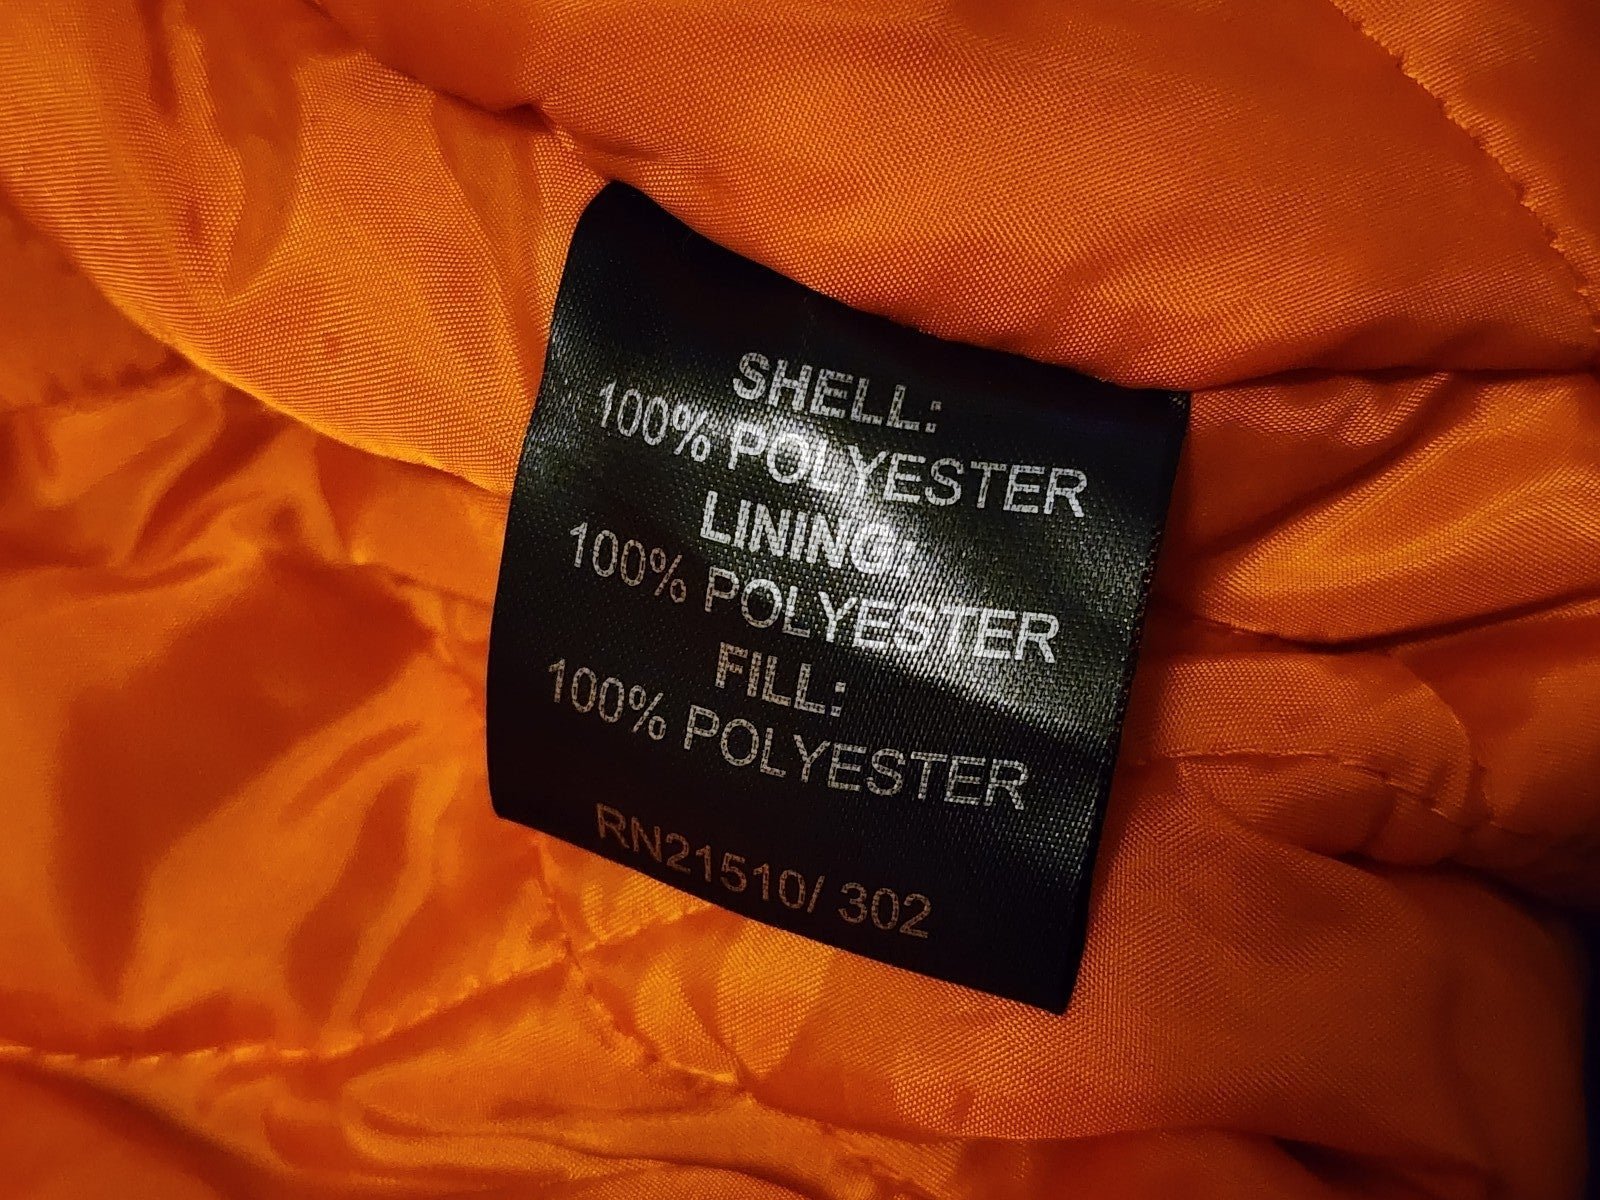 SHELL:
100% POLYESTER
LINING:
100% POLYESTER
FILL:
100% POLYESTER
RN21510/ 302